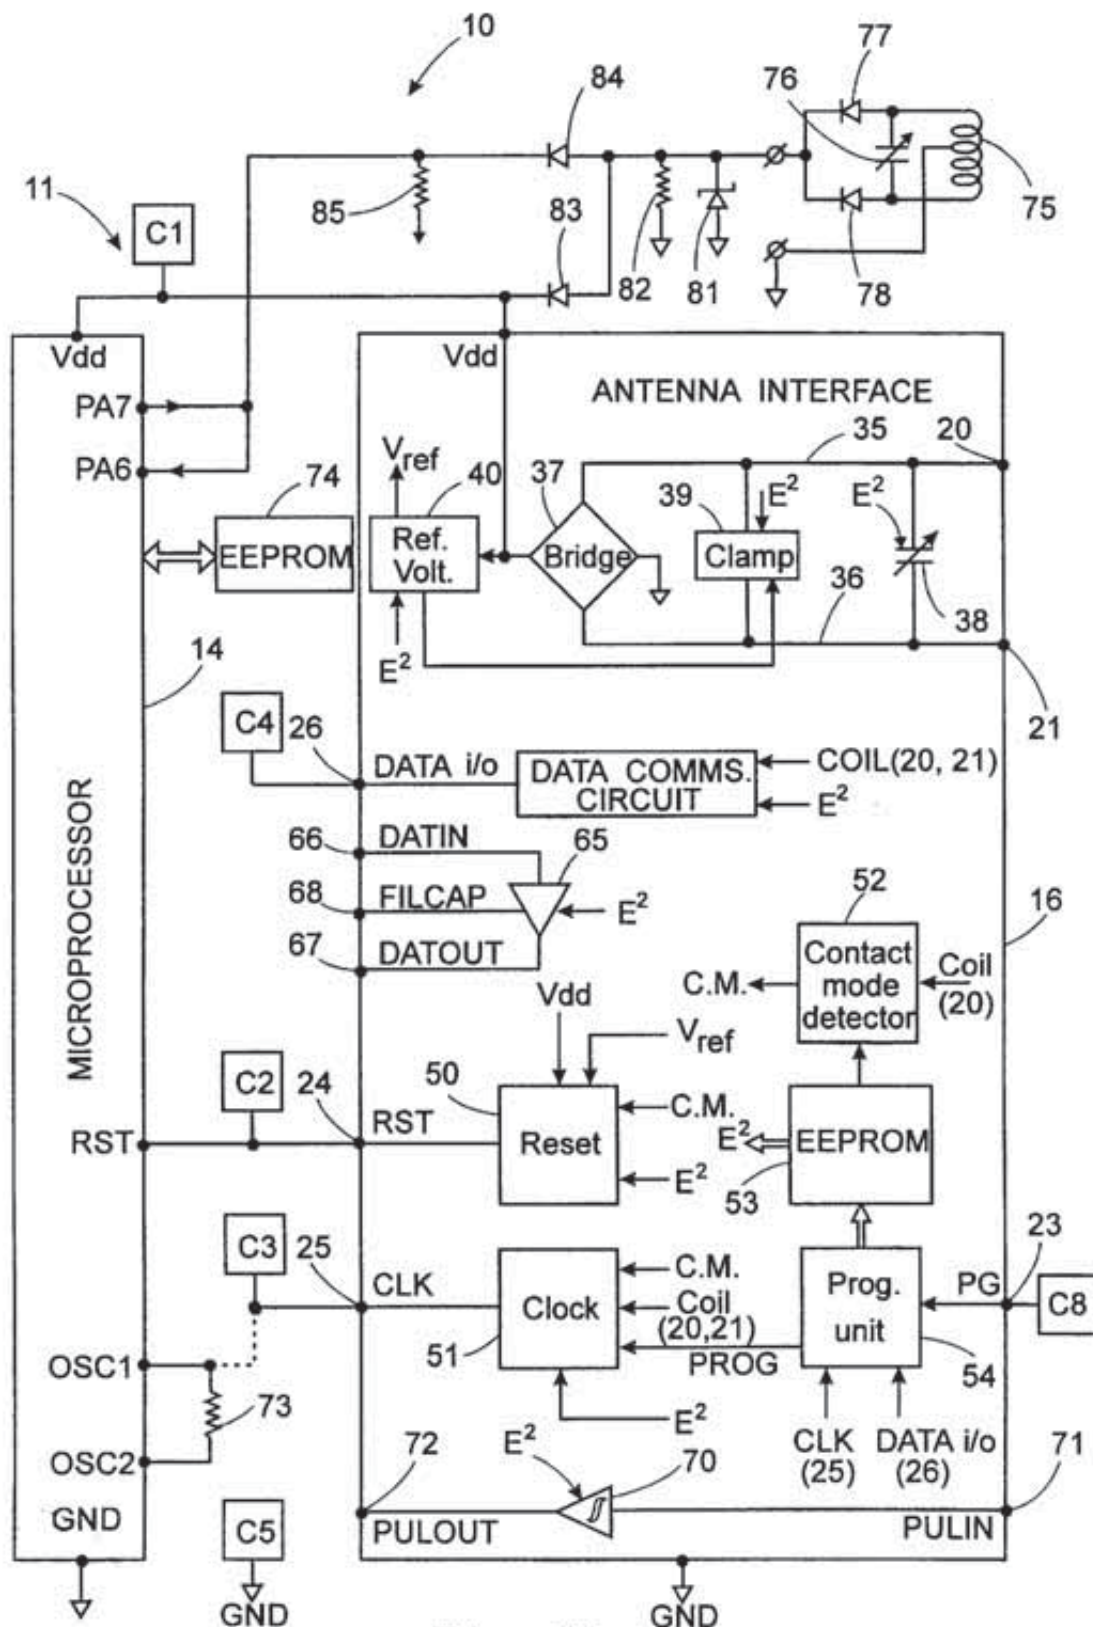 10
77
84
76
11
85
83
75
C1
82
81
78
Vdd
Vdd
ANTENNA INTERFACE
PA7
PA6
Vref
35
20
74
40
37
39
E²
E²
EEPROM
Ref. Volt.
Bridge
Clamp
36
38
E²
14
21
C4
26
DATA i/o
DATA COMMS. CIRCUIT
COIL(20, 21)
E²
66
DATIN
65
68
FILCAP
E²
52
16
67
DATOUT
Contact mode detector
C.M.
Coil (20)
MICROPROCESSOR
Vdd
Vref
C2
24
50
RST
RST
Reset
C.M.
E²
E²
EEPROM
53
C3
25
CLK
Clock
C.M.
Coil (20,21)
PROG
51
Prog. unit
PG
23
C8
54
OSC1
73
E²
CLK (25)
DATA i/o (26)
71
OSC2
72
E²
70
GND
C5
PULOUT
PULIN
GND
GND